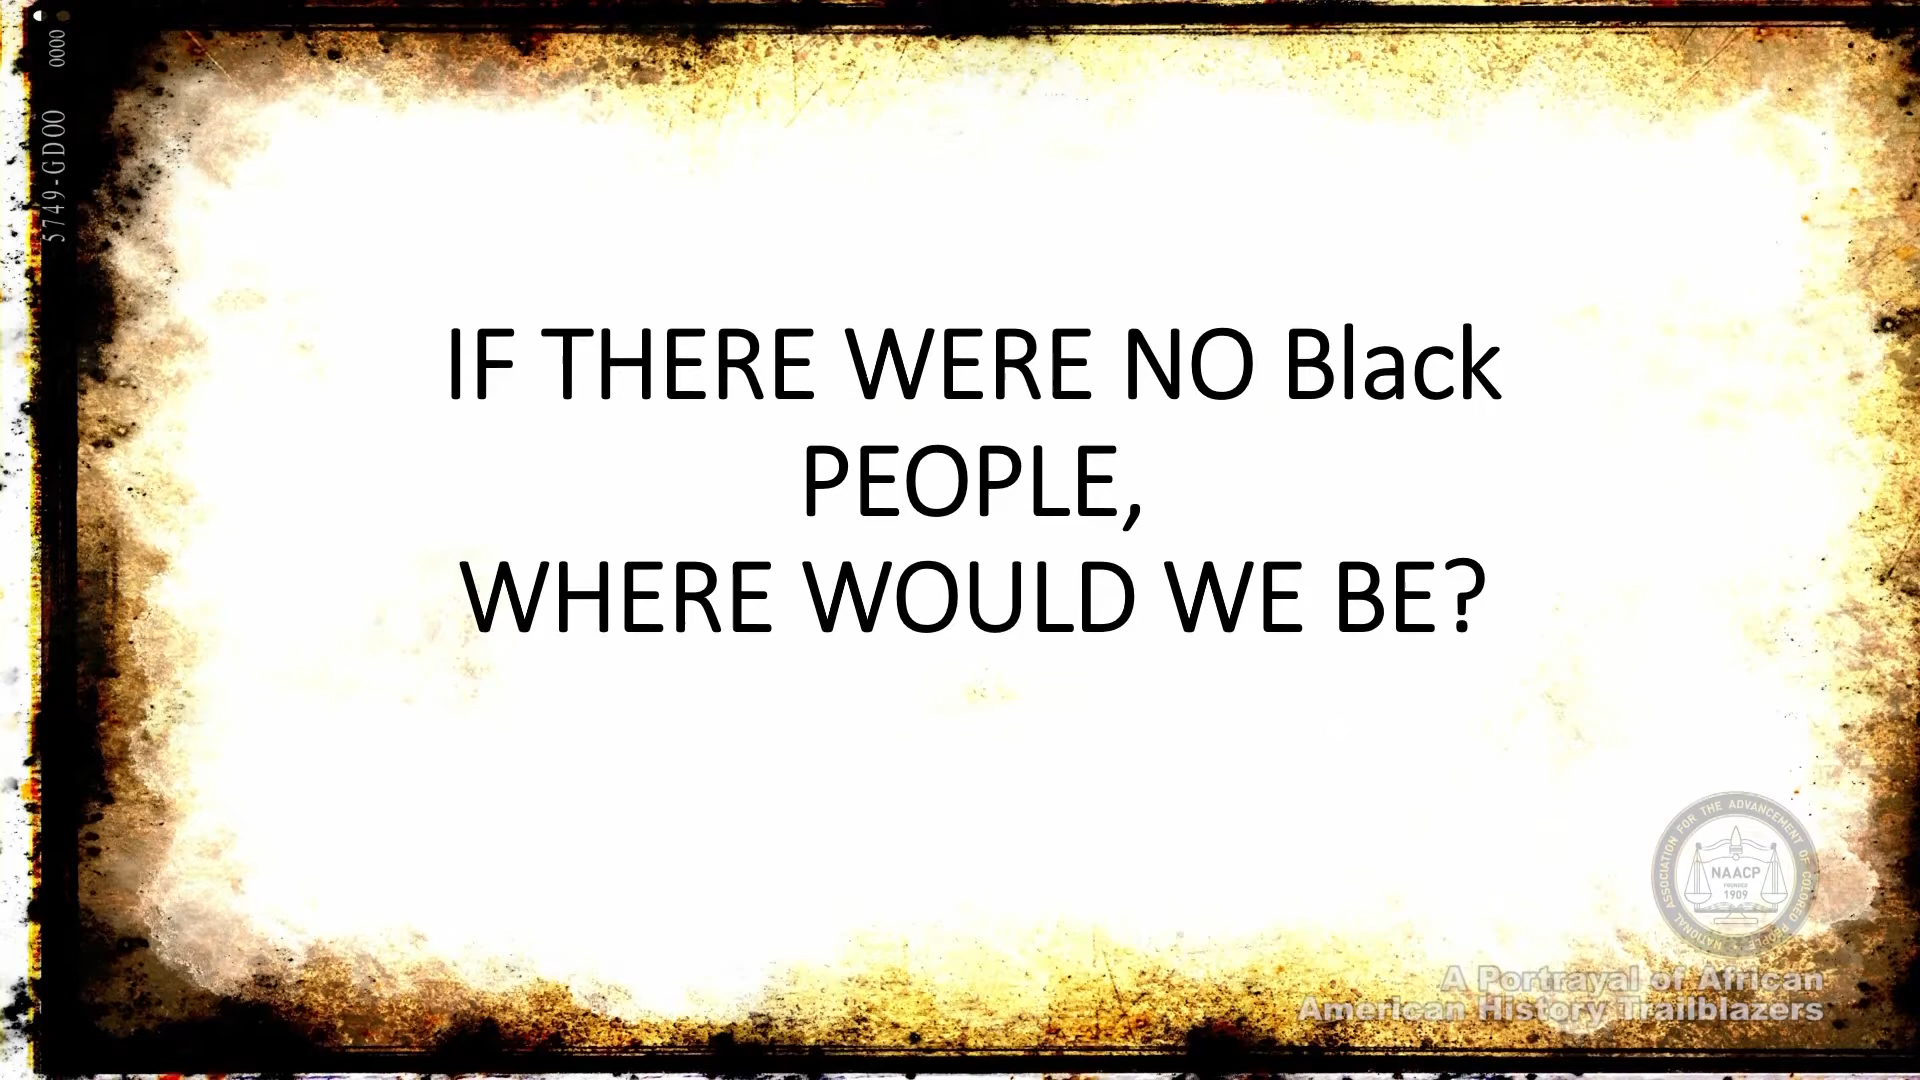 0000
5749-GD00
IF THERE WERE NO Black
PEOPLE,
WHERE WOULD WE BE?
NATIONAL ASSOCIATION FOR THE ADVANCEMENT OF COLORED PEOPLE
NAACP
FOUNDED
1909
A Portrayal of African
American History Trailblazers